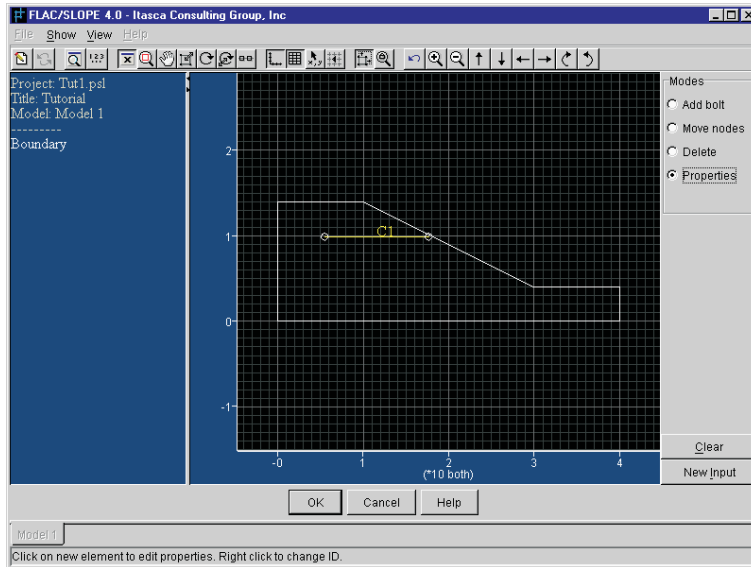 FLAC/SLOPE 4.0 - Itasca Consulting Group, Inc
File Show View Help
123
x,y
Project: Tut1.psl
Title: Tutorial
Model: Model 1
---------
Boundary
Modes
Add bolt
Move nodes
Delete
Properties
C1
2
1
0
-1
-0 1 2 3 4
(*10 both)
Clear
New Input
OK Cancel Help
Model 1
Click on new element to edit properties. Right click to change ID.